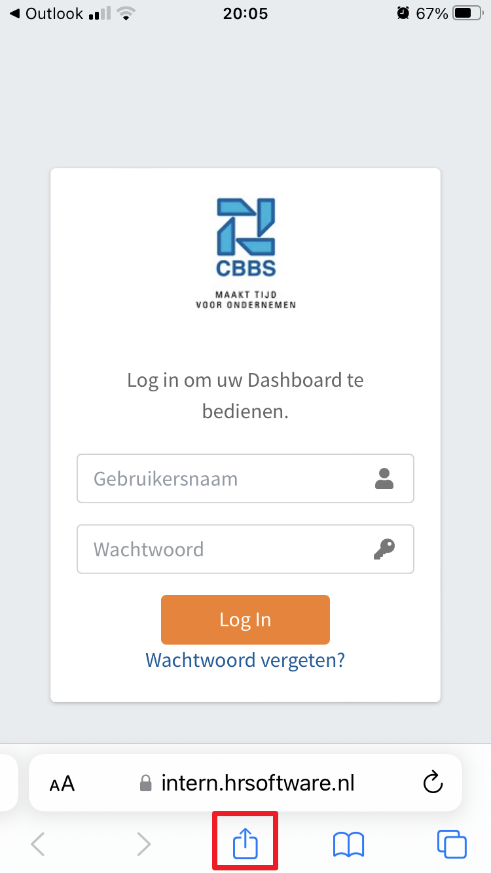 ◀ Outlook 20:05 67%
CBBS
MAAKT TIJD
VOOR ONDERNEMEN
Log in om uw Dashboard te
bedienen.
Gebruikersnaam
Wachtwoord
Log In
Wachtwoord vergeten?
AA intern.hrsoftware.nl